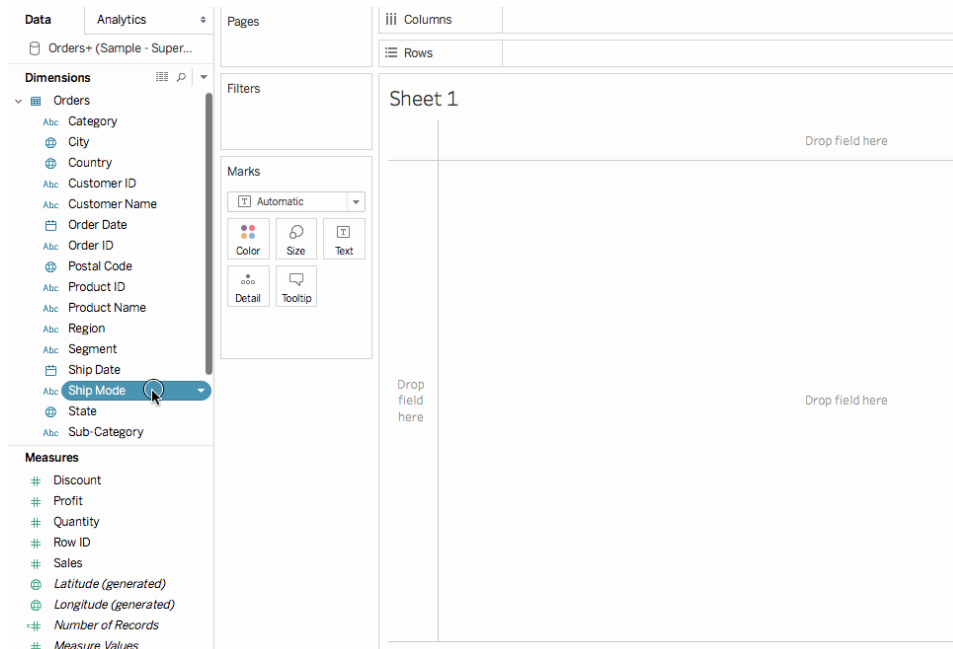 Data
Analytics
Orders+ (Sample - Super...
Dimensions
Orders
Abc Category
City
Country
Abc Customer ID
Abc Customer Name
Order Date
Abc Order ID
Postal Code
Abc Product ID
Abc Product Name
Abc Region
Abc Segment
Ship Date
Abc Ship Mode
State
Abc Sub-Category
Measures
# Discount
# Profit
# Quantity
# Row ID
# Sales
Latitude (generated)
Longitude (generated)
=# Number of Records
# Measure Values
Pages
Filters
Marks
T Automatic
Color
Size
T
Text
Detail
Tooltip
Columns
Rows
Sheet 1
Drop field here
Drop
field
here
Drop field here